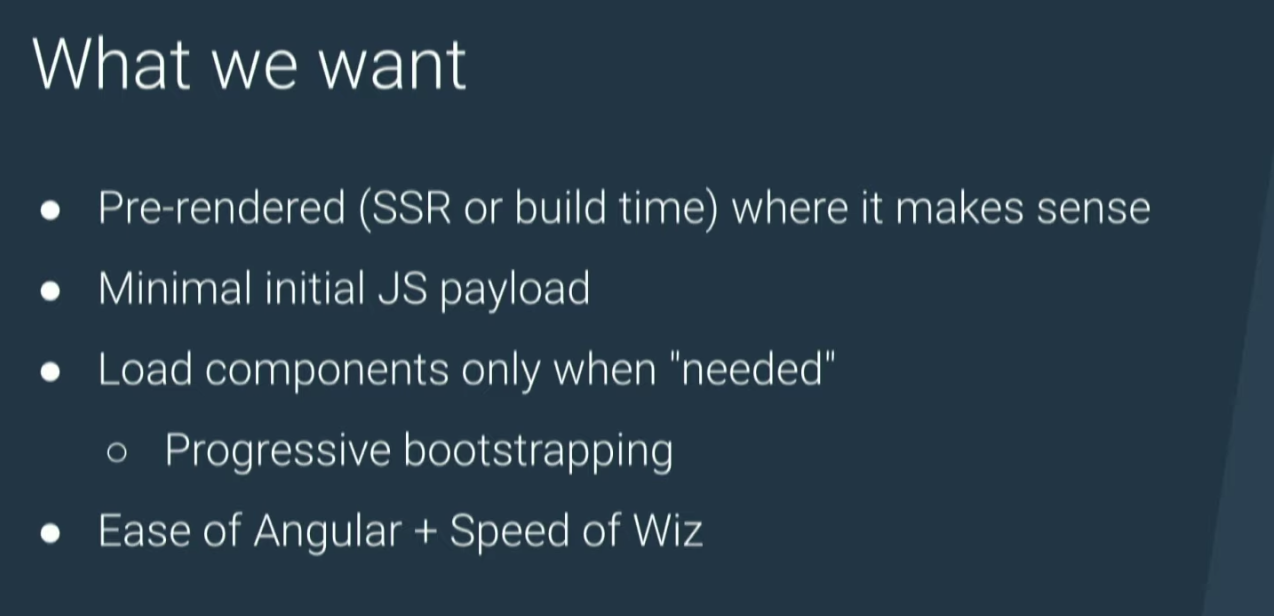 What we want
● Pre-rendered (SSR or build time) where it makes sense
● Minimal initial JS payload
● Load components only when "needed"
○ Progressive bootstrapping
● Ease of Angular + Speed of Wiz